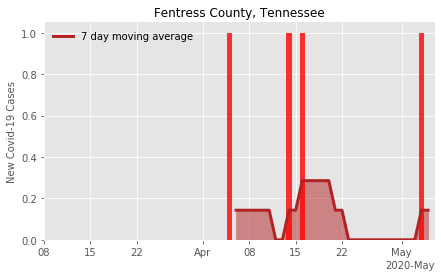 Fentress County, Tennessee
7 day moving average
New Covid-19 Cases
1.0
0.8
0.6
0.4
0.2
0.0
08 15 22 Apr 08 15 22 May
2020-May